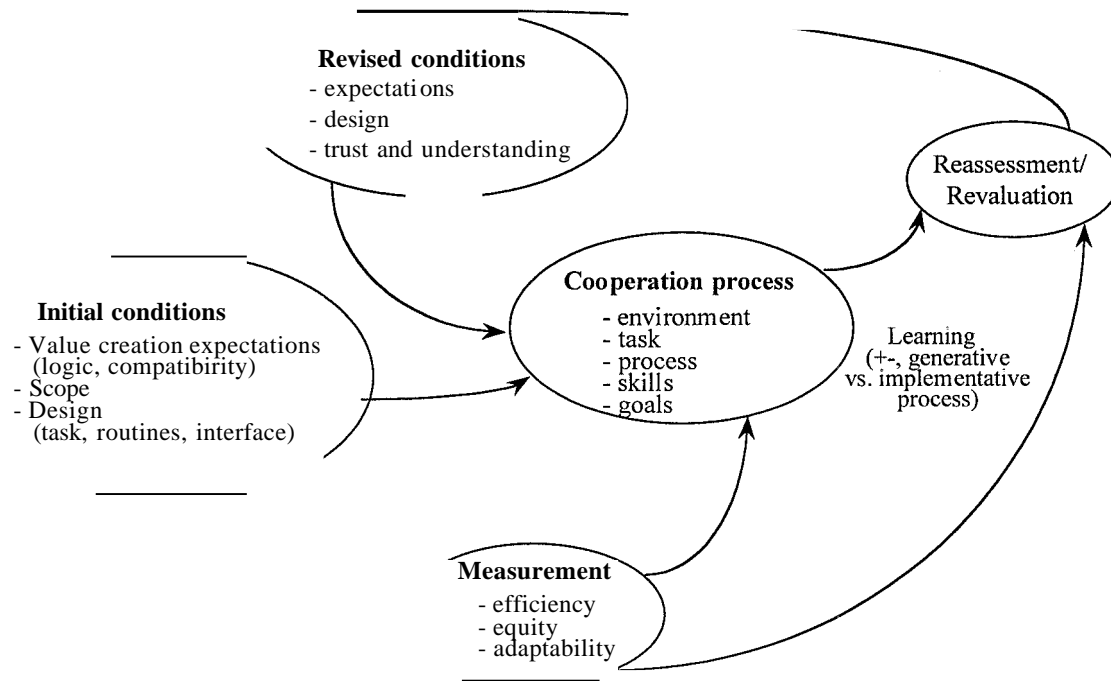 Revised conditions
- expectations
- design
- trust and understanding
Reassessment/
Revaluation
Cooperation process
- environment
- task
- process
- skills
- goals
Initial conditions
- Value creation expectations
(logic, compatibirity)
- Scope
- Design
(task, routines, interface)
Learning
(+-, generative
vs. implementative
process)
Measurement
- efficiency
- equity
- adaptability